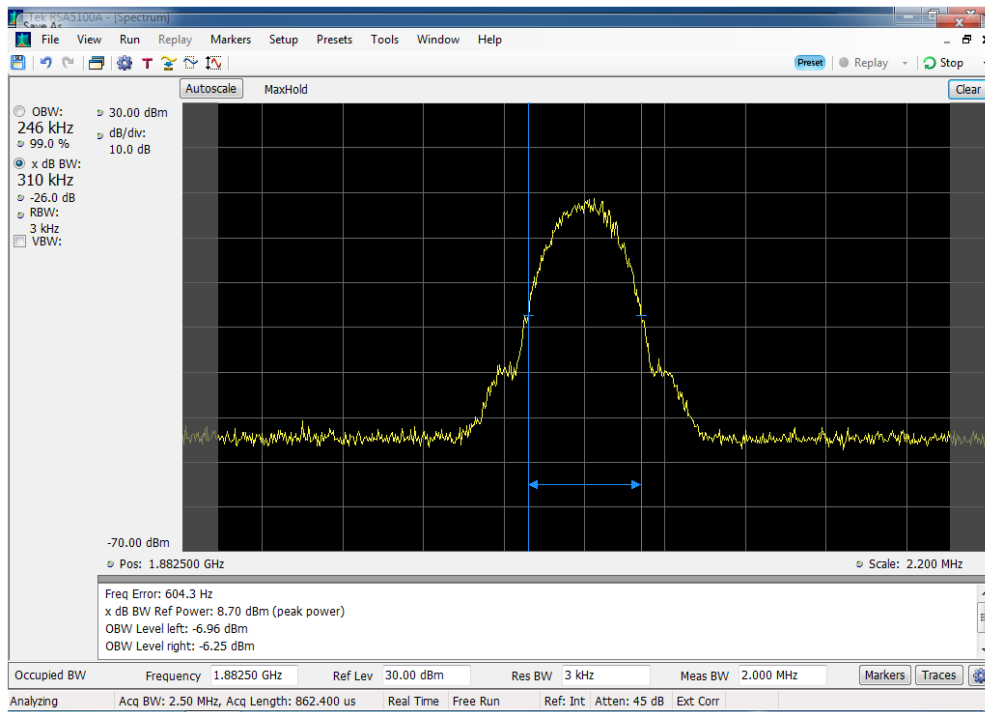 Tek RSA5100A - [Spectrum]
Save As
File View Run Replay Markers Setup Presets Tools Window Help
Preset Replay Stop
Autoscale MaxHold Clear
OBW:
246 kHz
99.0 %
x dB BW:
310 kHz
-26.0 dB
RBW:
3 kHz
VBW:
30.00 dBm
dB/div:
10.0 dB
-70.00 dBm
Pos: 1.882500 GHz Scale: 2.200 MHz
Freq Error: 604.3 Hz
x dB BW Ref Power: 8.70 dBm (peak power)
OBW Level left: -6.96 dBm
OBW Level right: -6.25 dBm
Occupied BW Frequency 1.88250 GHz Ref Lev 30.00 dBm Res BW 3 kHz Meas BW 2.000 MHz Markers Traces
Analyzing Acq BW: 2.50 MHz, Acq Length: 862.400 us Real Time Free Run Ref: Int Atten: 45 dB Ext Corr